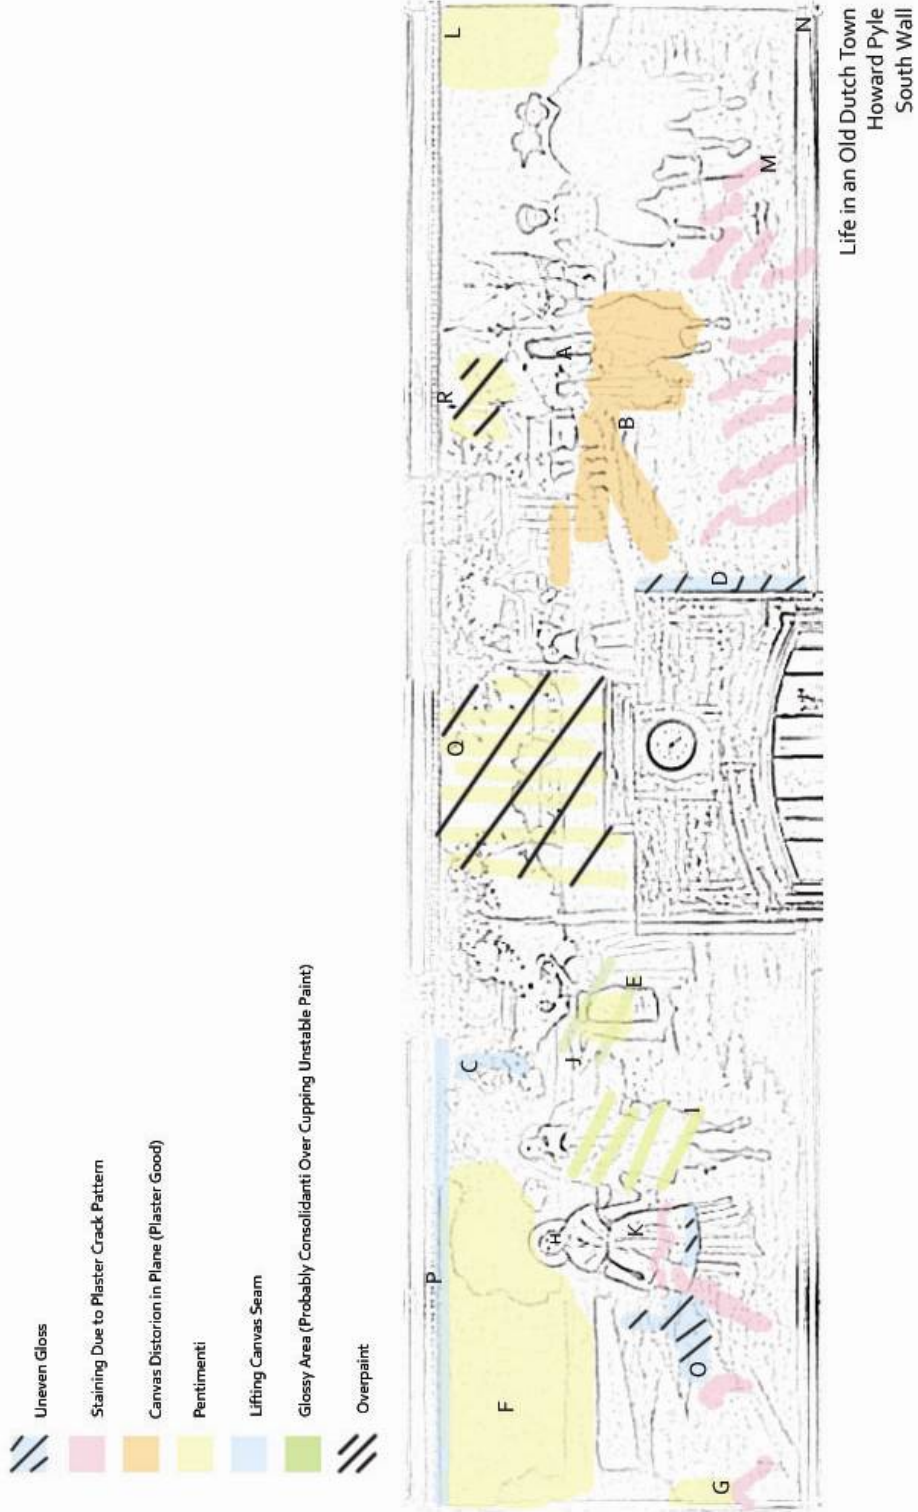 Uneven Gloss
Staining Due to Plaster Crack Pattern
Canvas Distorion in Plane (Plaster Good)
Pentimenti
Lifting Canvas Seam
Glossy Area (Probably Consolidanti Over Cupping Unstable Paint)
Overpaint
P
F
H
C
J
K
E
I
O
G
Q
D
R
A
B
L
M
N
Life in an Old Dutch Town
Howard Pyle
South Wall